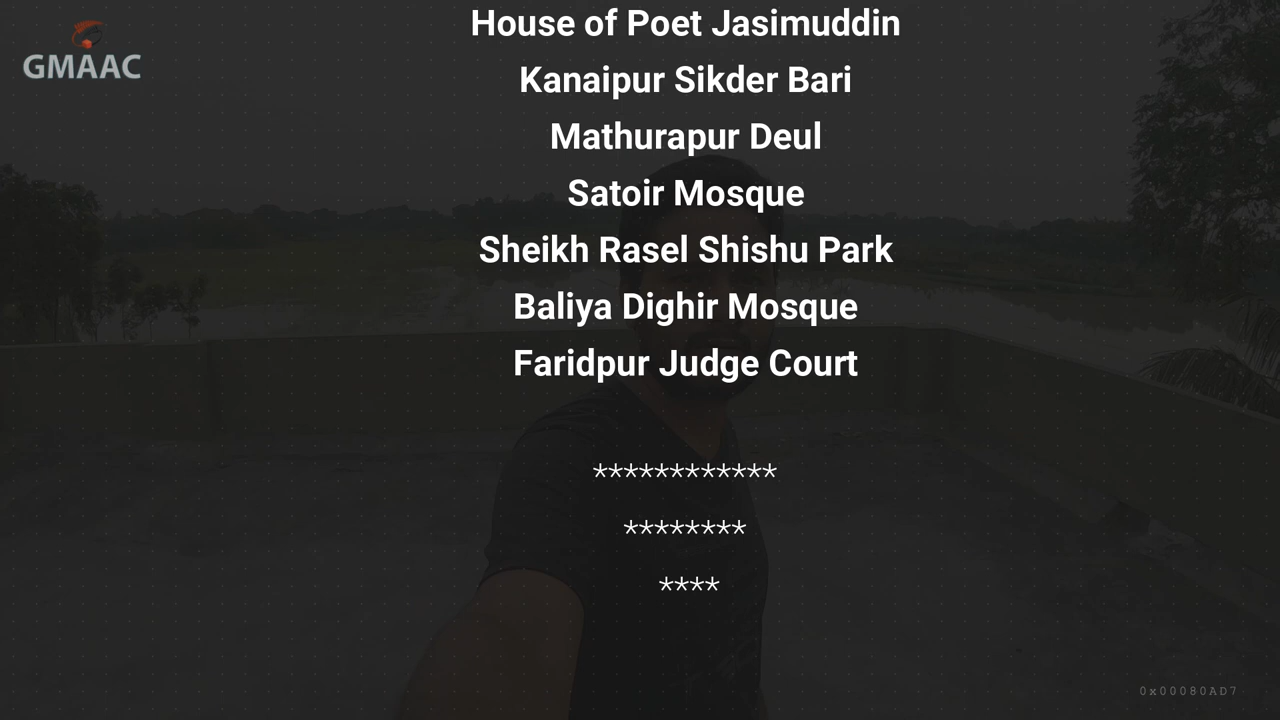 GMAAC
House of Poet Jasimuddin
Kanaipur Sikder Bari
Mathurapur Deul
Satoir Mosque
Sheikh Rasel Shishu Park
Baliya Dighir Mosque
Faridpur Judge Court
************
********
****
0x00080AD7